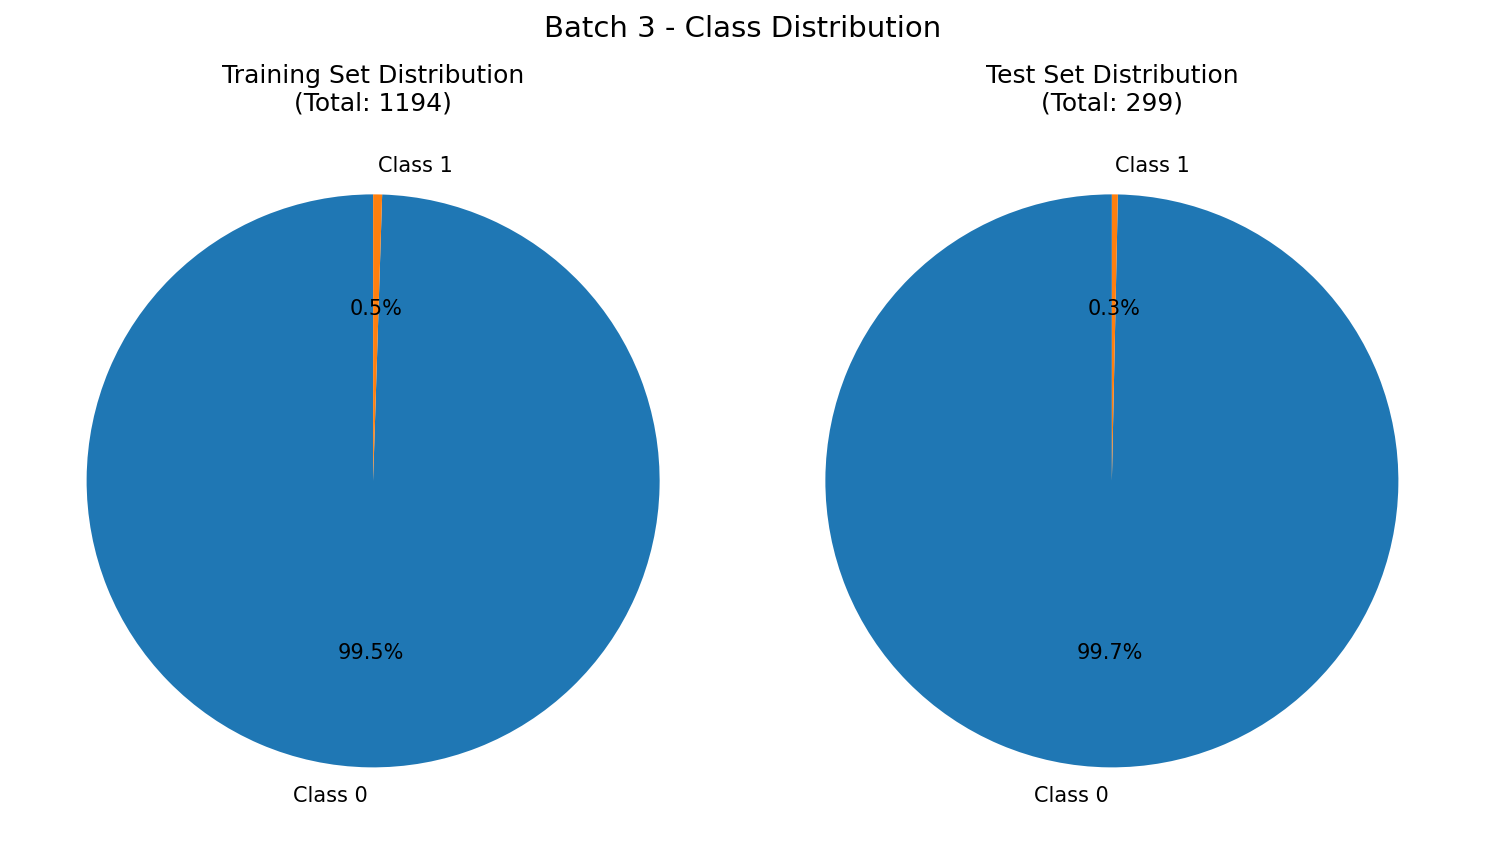 Batch 3 - Class Distribution
Training Set Distribution
(Total: 1194)
Class 1
0.5%
99.5%
Class 0
Test Set Distribution
(Total: 299)
Class 1
0.3%
99.7%
Class 0